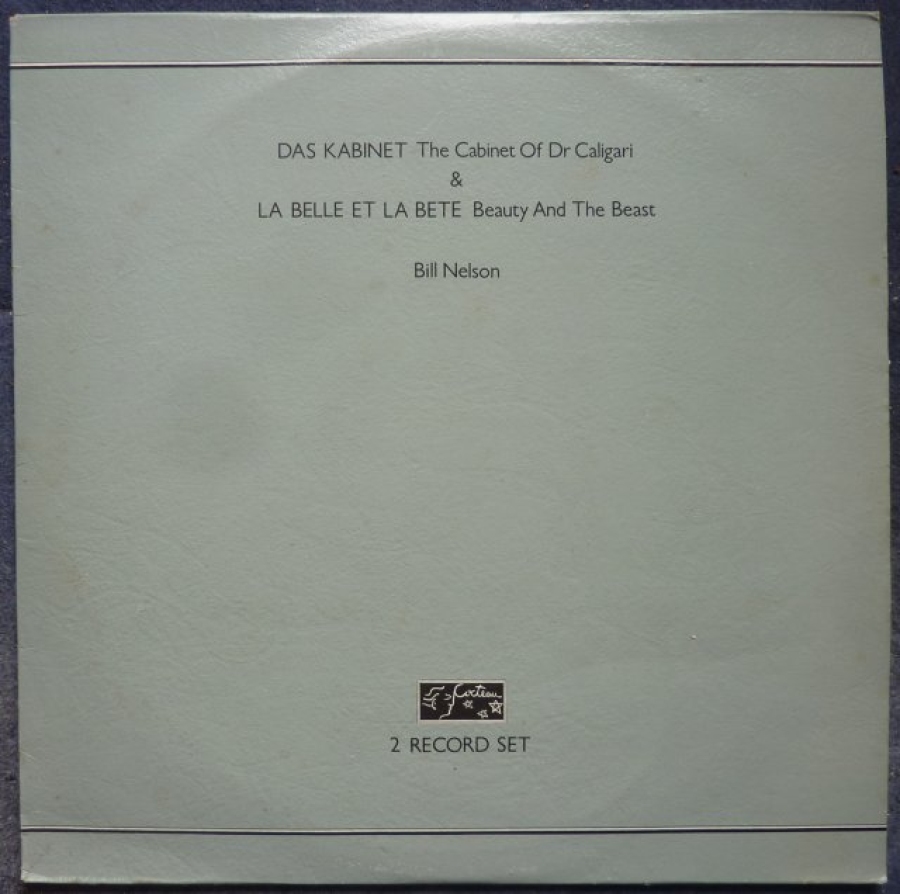 DAS KABINET The Cabinet Of Dr Caligari
&
LA BELLE ET LA BETE Beauty And The Beast
Bill Nelson
Cocteau
2 RECORD SET